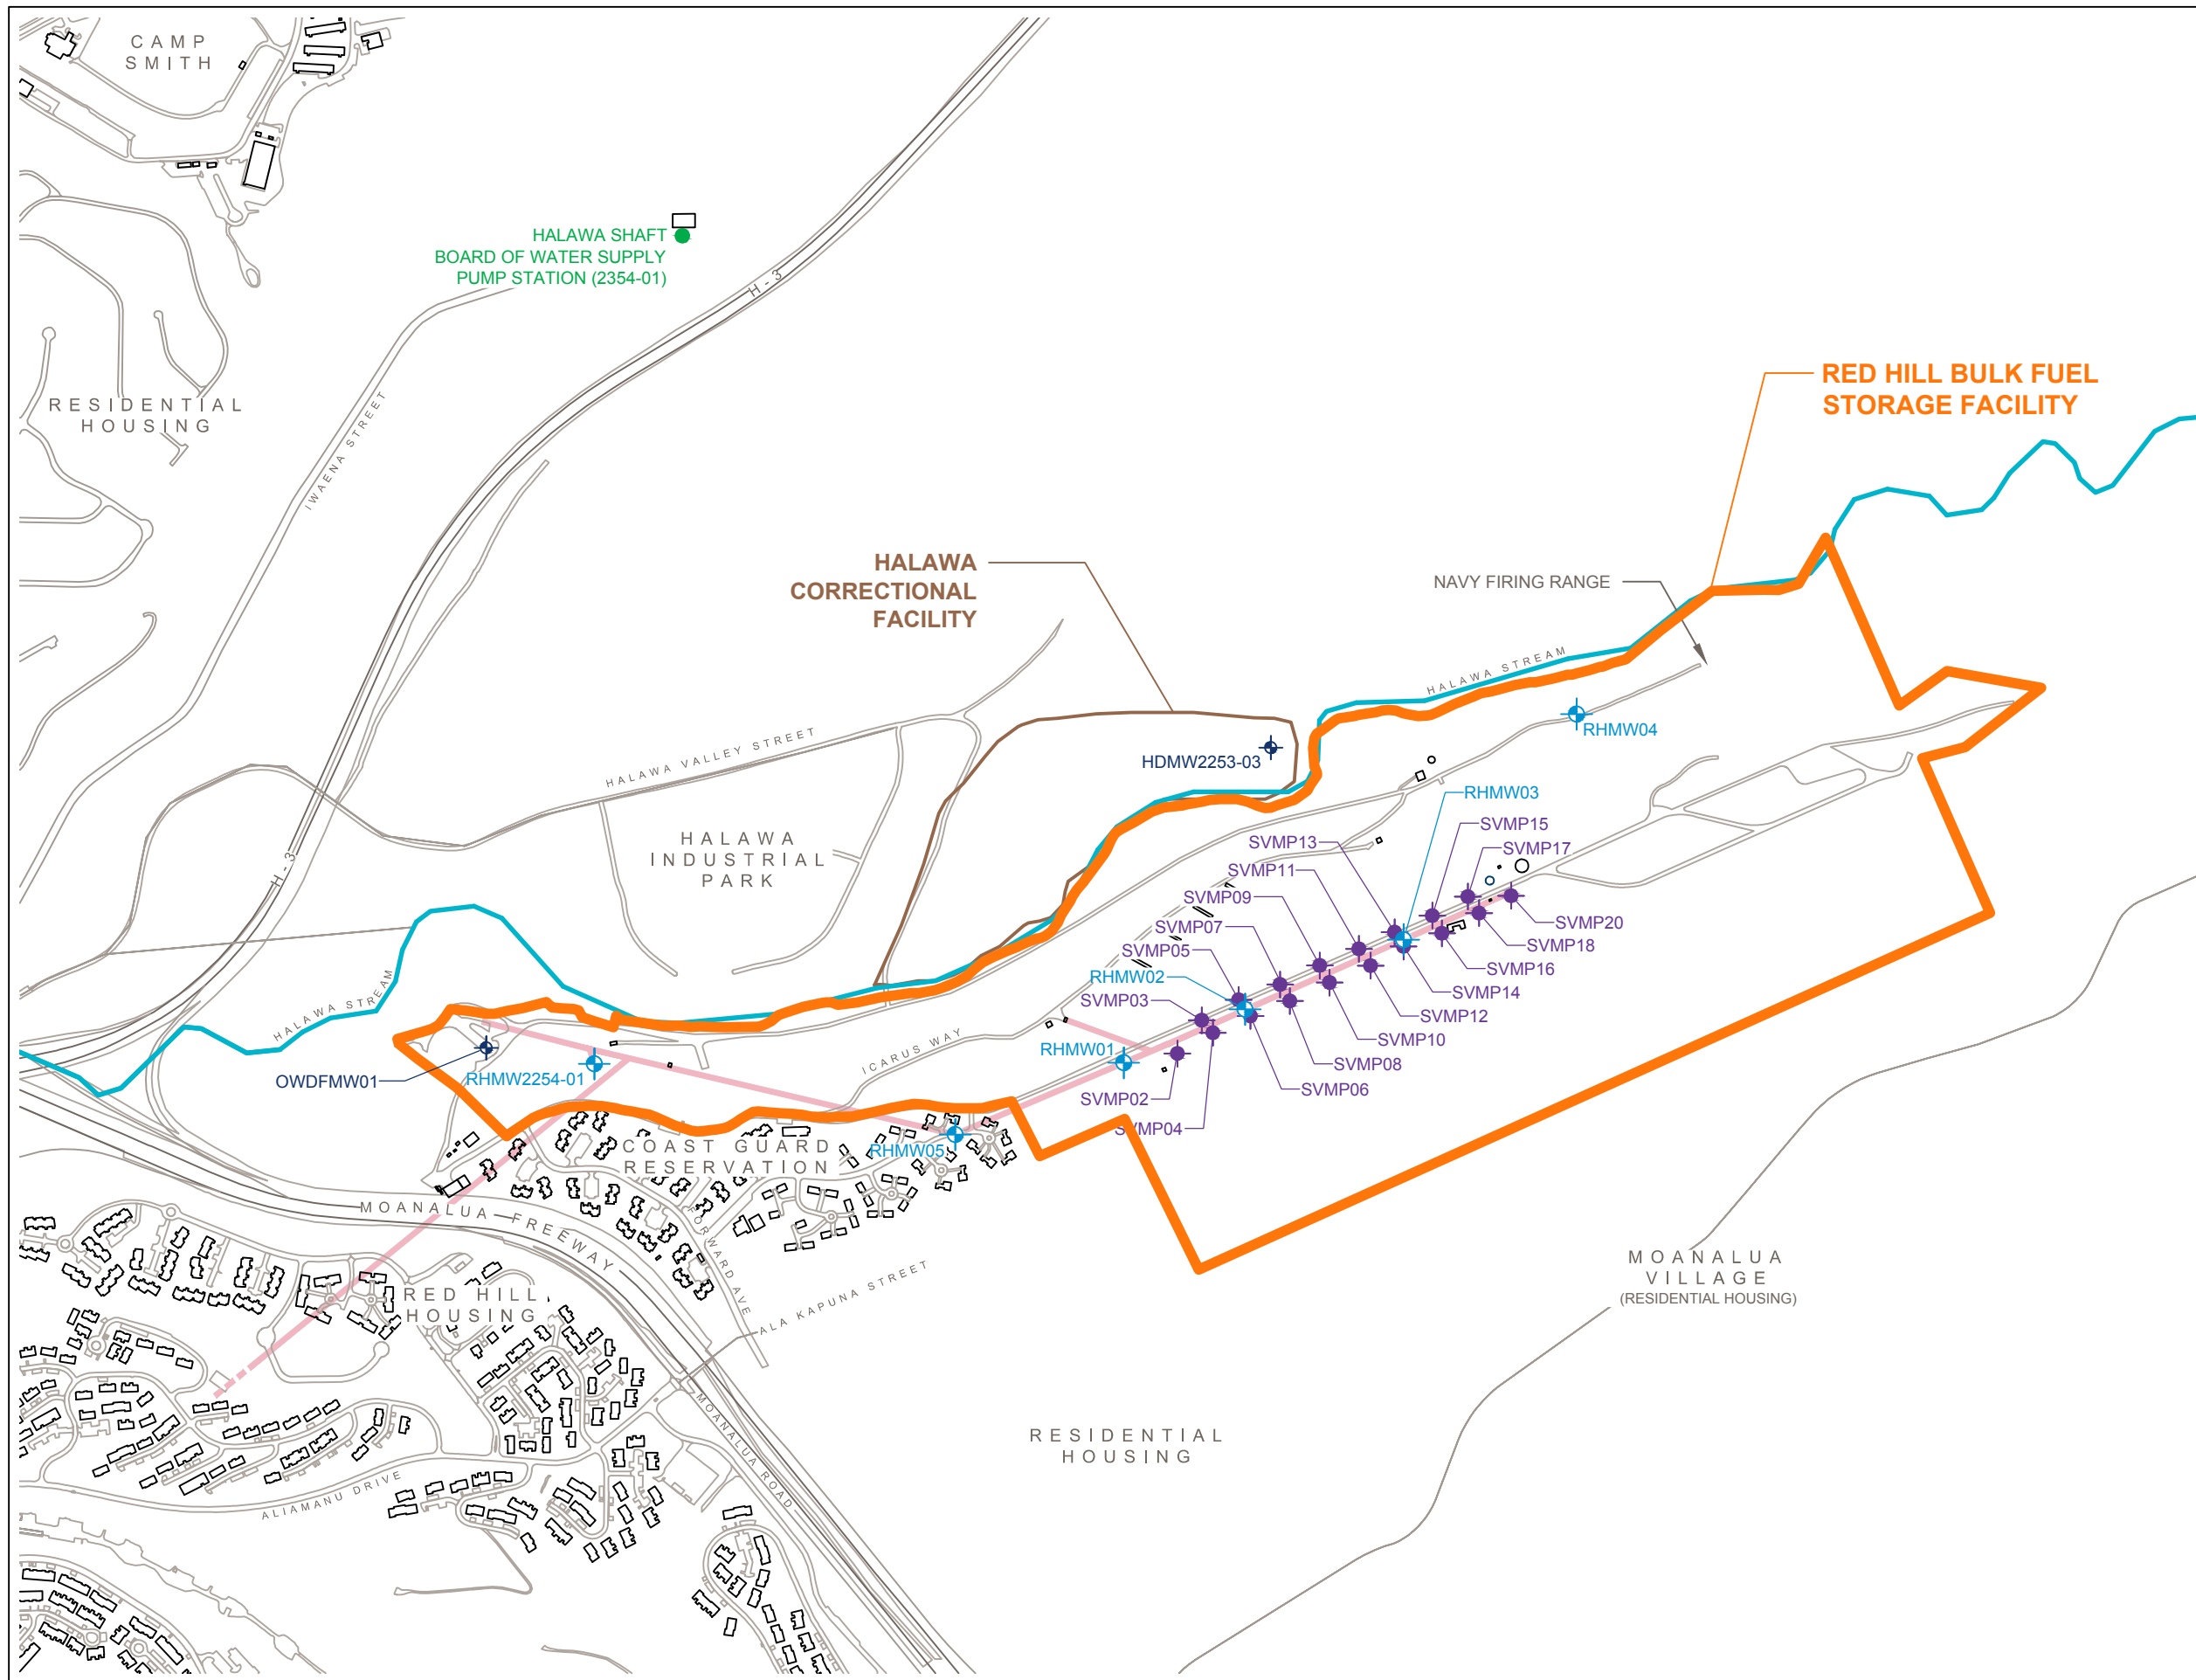 CAMP
SMITH
HALAWA SHAFT
BOARD OF WATER SUPPLY
PUMP STATION (2354-01)
H-3
RED HILL BULK FUEL
STORAGE FACILITY
RESIDENTIAL
HOUSING
IWAENA STREET
HALAWA
CORRECTIONAL
FACILITY
NAVY FIRING RANGE
HALAWA STREAM
RHMW04
HALAWA VALLEY STREET
HDMW2253-03
RHMW03
SVMP15
SVMP13
SVMP17
HALAWA
INDUSTRIAL
PARK
SVMP11
H-3
SVMP09
SVMP20
SVMP07
SVMP18
SVMP05
SVMP16
RHMW02
SVMP14
SVMP03
SVMP12
HALAWA STREAM
SVMP10
ICARUS WAY
RHMW01
SVMP08
OWDFMW01
RHMW2254-01
SVMP06
SVMP02
SVMP04
COAST GUARD
RESERVATION
RHMW05
MOANALUA FREEWAY
FORWARD AVE
MOANALUA
VILLAGE
(RESIDENTIAL HOUSING)
RED HILL
HOUSING
ALA KAPUNA STREET
MOANALUA ROAD
RESIDENTIAL
HOUSING
ALIAMANU DRIVE